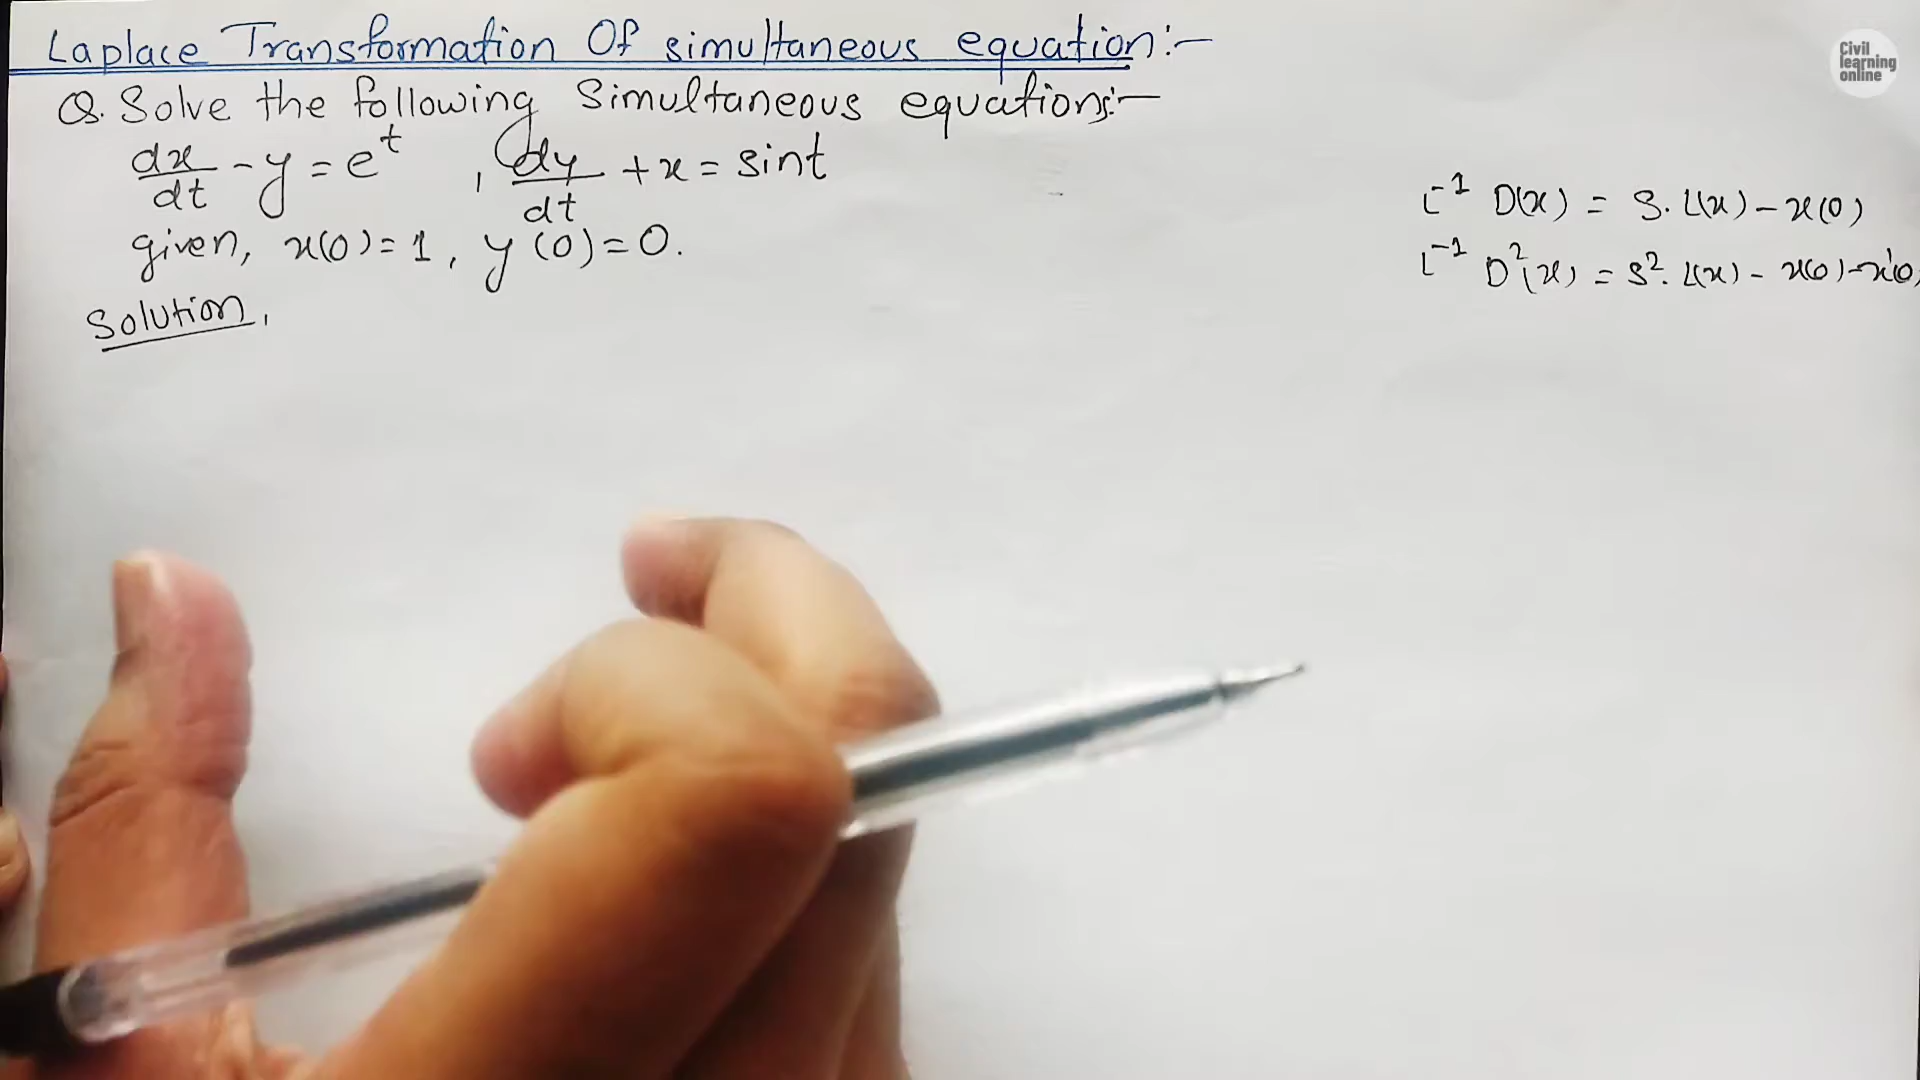 Laplace Transformation Of simultaneous equation:-
Q. Solve the following Simultaneous equations:-
dx/dt - y = e^t , dy/dt + x = sint
given, x(0)=1, y(0)=0.
Solution,
L^-1 D(x) = S. L(x) - x(0)
L^-1 D^2(x) = S^2. L(x) - x(0) - x'(0)
Civil
learning
online